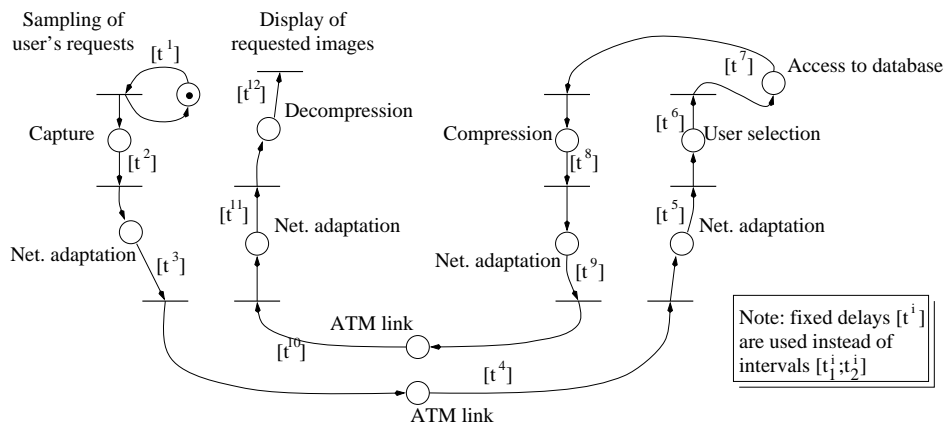 Sampling of
user's requests
[t^1]
Display of
requested images
[t^12]
Decompression
[t^7]
Access to database
Capture
[t^2]
Compression
[t^8]
[t^6]
User selection
[t^11]
Net. adaptation
[t^5]
Net. adaptation
Net. adaptation
[t^3]
Net. adaptation
[t^9]
ATM link
[t^10]
[t^4]
ATM link
Note: fixed delays [t^i]
are used instead of
intervals [t_1^i;t_2^i]